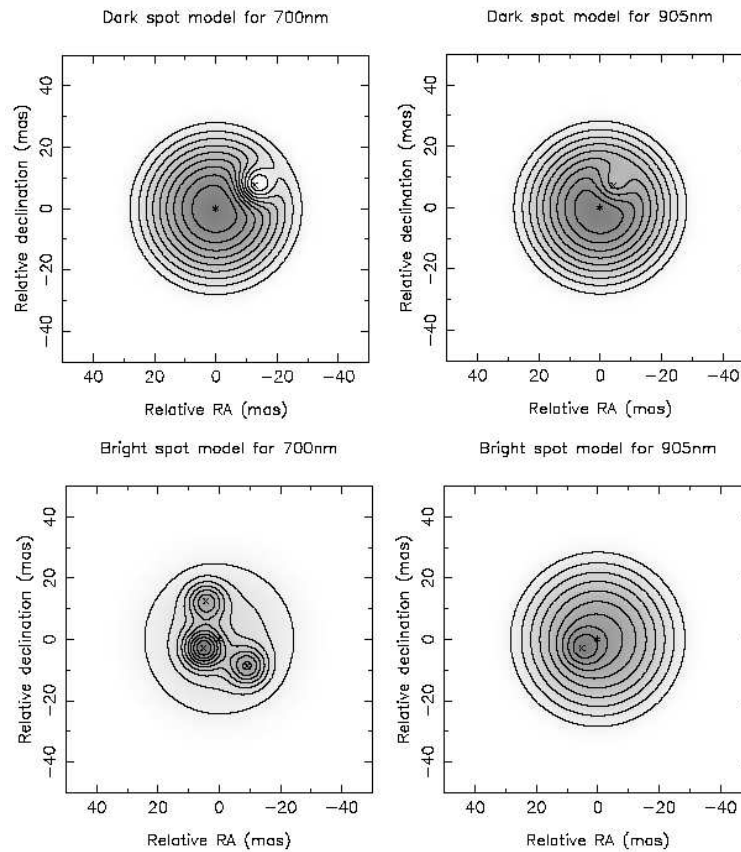 Dark spot model for 700nm
Dark spot model for 905nm
Relative declination (mas)
40
20
0
−20
−40
40 20 0 −20 −40
Relative RA (mas)
Relative declination (mas)
40
20
0
−20
−40
40 20 0 −20 −40
Relative RA (mas)
Bright spot model for 700nm
Bright spot model for 905nm
Relative declination (mas)
40
20
0
−20
−40
40 20 0 −20 −40
Relative RA (mas)
Relative declination (mas)
40
20
0
−20
−40
40 20 0 −20 −40
Relative RA (mas)